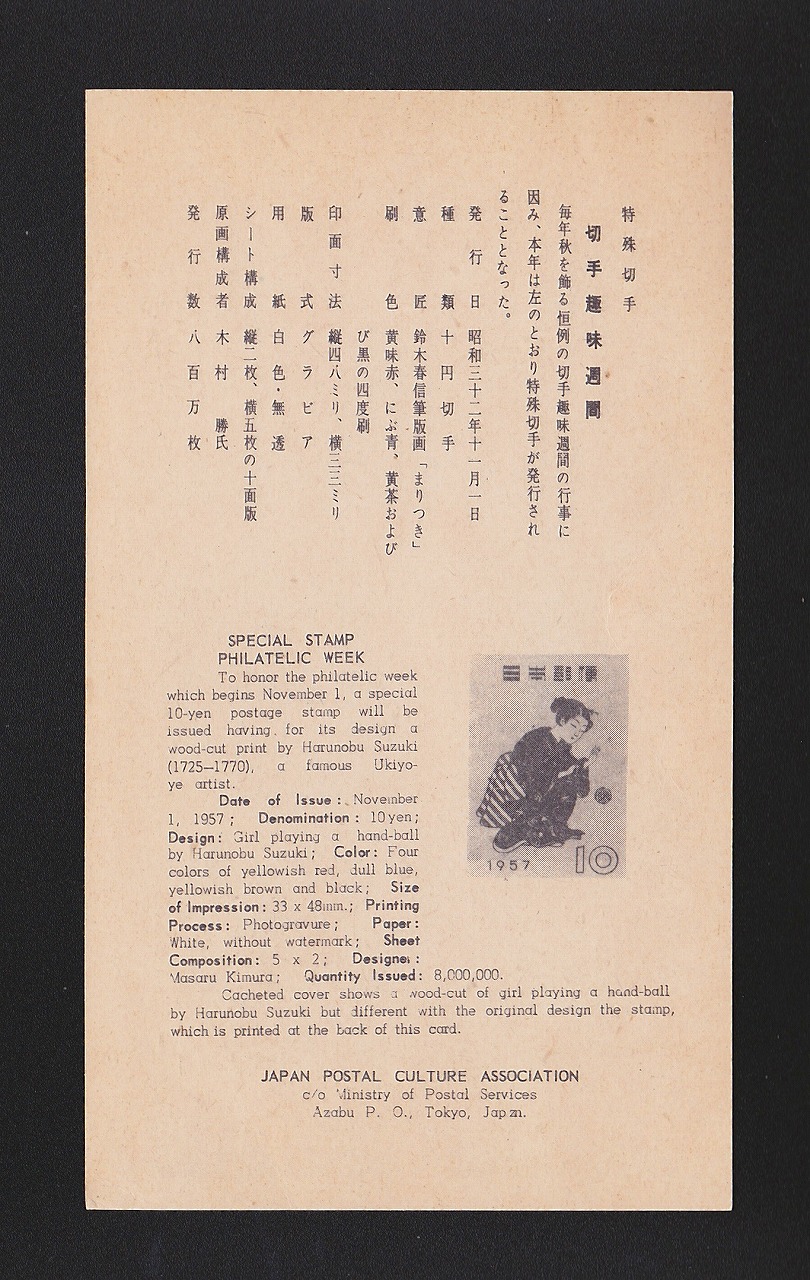 特殊切手
切手趣味週間
毎年秋を飾る恒例の切手趣味週間の行事に
因み、本年は左のとおり特殊切手が発行され
ることとなった。
発行日 昭和三十二年十一月一日
種類 十円切手
意匠 鈴木春信筆版画「まりつき」
刷色 黄味赤、にぶ青、黄茶および
び黒の四度刷
印面寸法 縦四八ミリ、横三三ミリ
版式 グラビア
用紙 白色・無透
シート構成 縦二枚、横五枚の十面版
原画構成者 木村 勝氏
発行数 八百万枚
SPECIAL STAMP
PHILATELIC WEEK
To honor the philatelic week
which begins November 1, a special
10-yen postage stamp will be
issued having for its design a
wood-cut print by Harunobu Suzuki
(1725—1770), a famous Ukiyo-
ye artist.
Date of Issue: November
1, 1957; Denomination: 10yen;
Design: Girl playing a hand-ball
by Harunobu Suzuki; Color: Four
colors of yellowish red, dull blue,
yellowish brown and black; Size
of Impression: 33 x 48mm.; Printing
Process: Photogravure; Paper:
White, without watermark; Sheet
Composition: 5 x 2; Designer:
Masaru Kimura; Quantity Issued: 8,000,000.
Cacheted cover shows a wood-cut of girl playing a hand-ball
by Harunobu Suzuki but different with the original design the stamp,
which is printed at the back of this card.
日本郵便
1957 10
JAPAN POSTAL CULTURE ASSOCIATION
c/o Ministry of Postal Services
Azabu P. O., Tokyo, Japan.